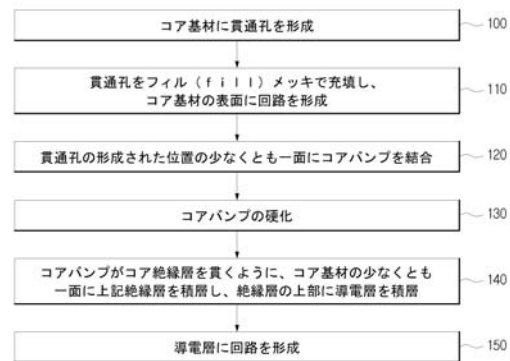 コア基材に貫通孔を形成
100
貫通孔をフィル(fill)メッキで充填し、
コア基材の表面に回路を形成
110
貫通孔の形成された位置の少なくとも一面にコアバンプを結合
120
コアバンプの硬化
130
コアバンプがコア絶縁層を貫くように、コア基材の少なくとも
一面に上記絶縁層を積層し、絶縁層の上部に導電層を積層
140
導電層に回路を形成
150